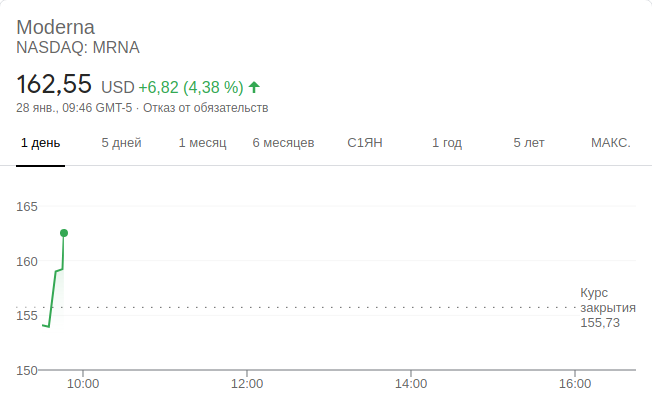 Moderna
NASDAQ: MRNA
162,55 USD +6,82 (4,38 %)
28 янв., 09:46 GMT-5 · Отказ от обязательств
1 день 5 дней 1 месяц 6 месяцев С1ЯН 1 год 5 лет МАКС.
165
160
Курс
закрытия
155,73
155
150
10:00 12:00 14:00 16:00